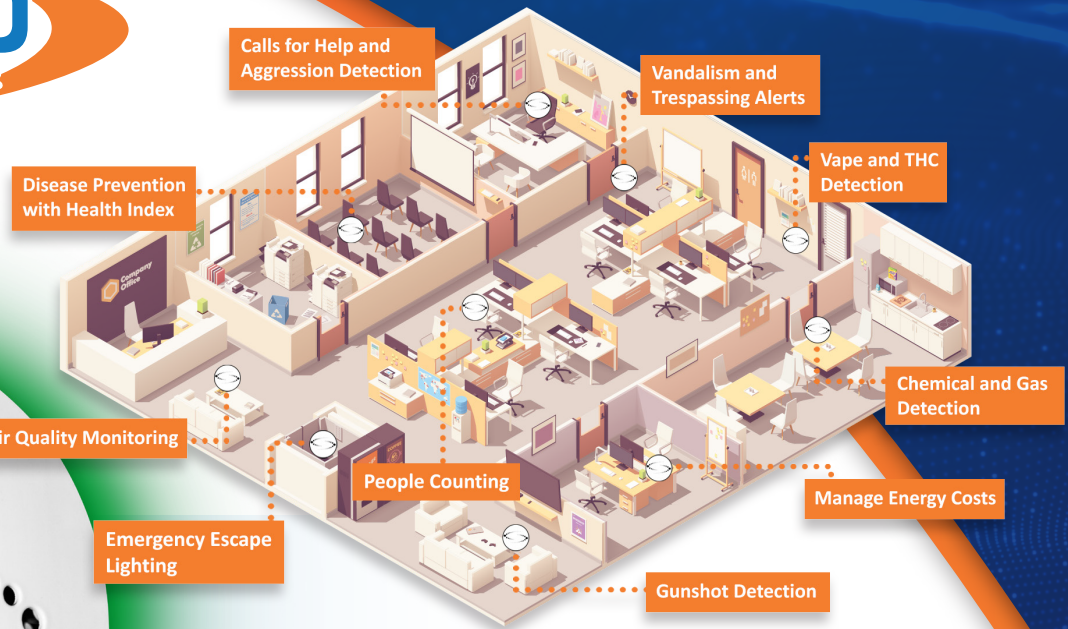 Calls for Help and
Aggression Detection
Vandalism and
Trespassing Alerts
Vape and THC
Detection
Disease Prevention
with Health Index
Company
Office
Chemical and Gas
Detection
Quality Monitoring
People Counting
Manage Energy Costs
Emergency Escape
Lighting
Gunshot Detection